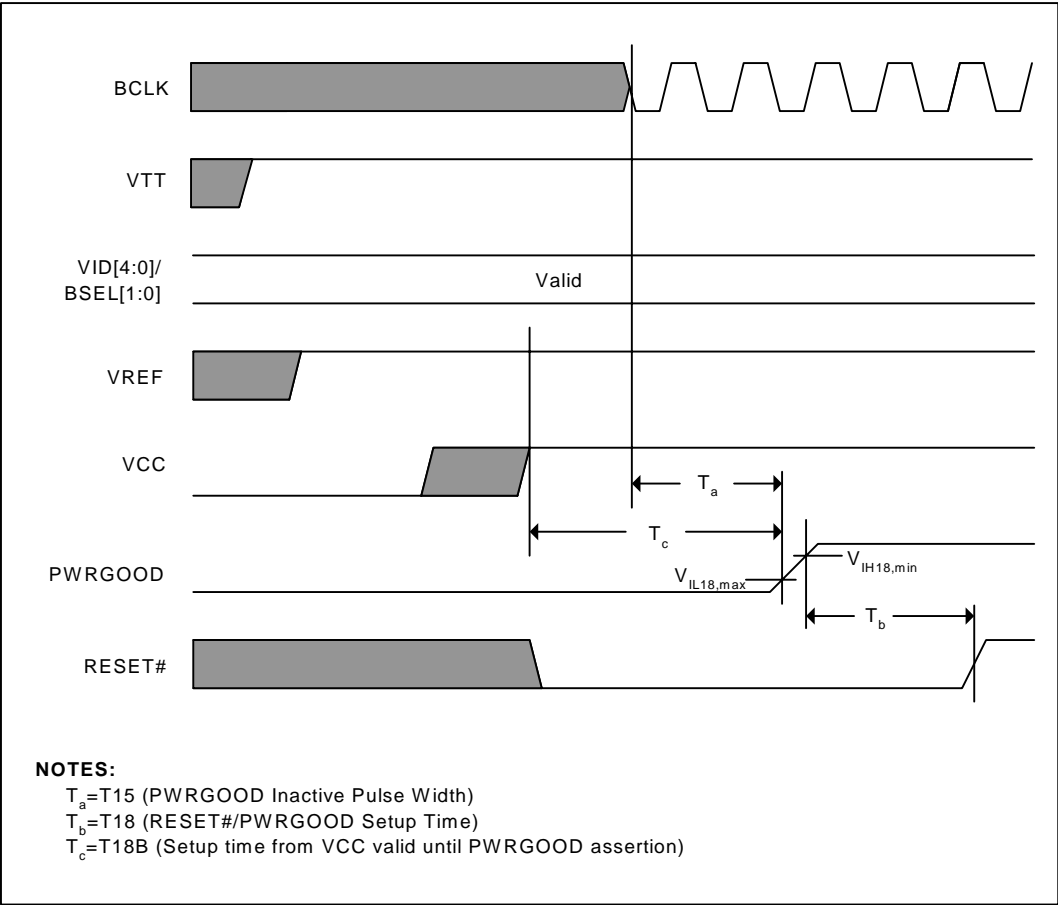 BCLK
VTT
VID[4:0]/
BSEL[1:0]
Valid
VREF
VCC
Ta
Tc
PWRGOOD
VIL18,max
VIH18,min
Tb
RESET#
NOTES:
Ta=T15 (PWRGOOD Inactive Pulse Width)
Tb=T18 (RESET#/PWRGOOD Setup Time)
Tc=T18B (Setup time from VCC valid until PWRGOOD assertion)